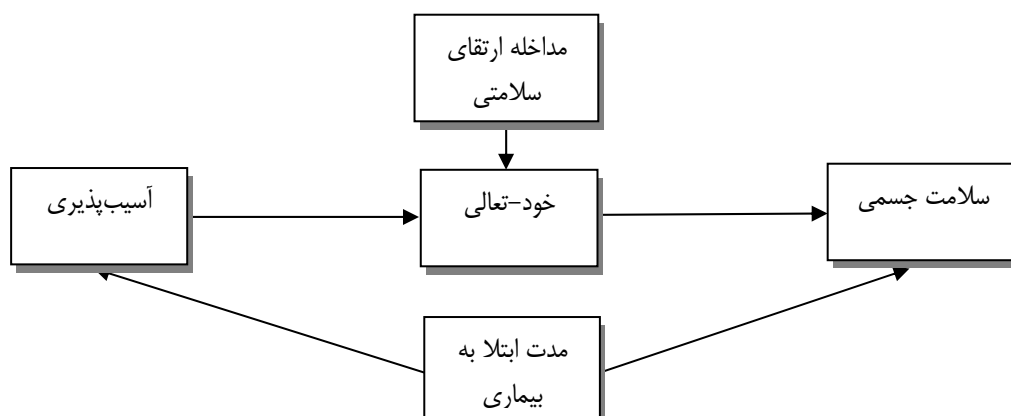 مداخله ارتقای
سلامتی
آسیب‌پذیری
خود-تعالی
سلامت جسمی
مدت ابتلا به
بیماری